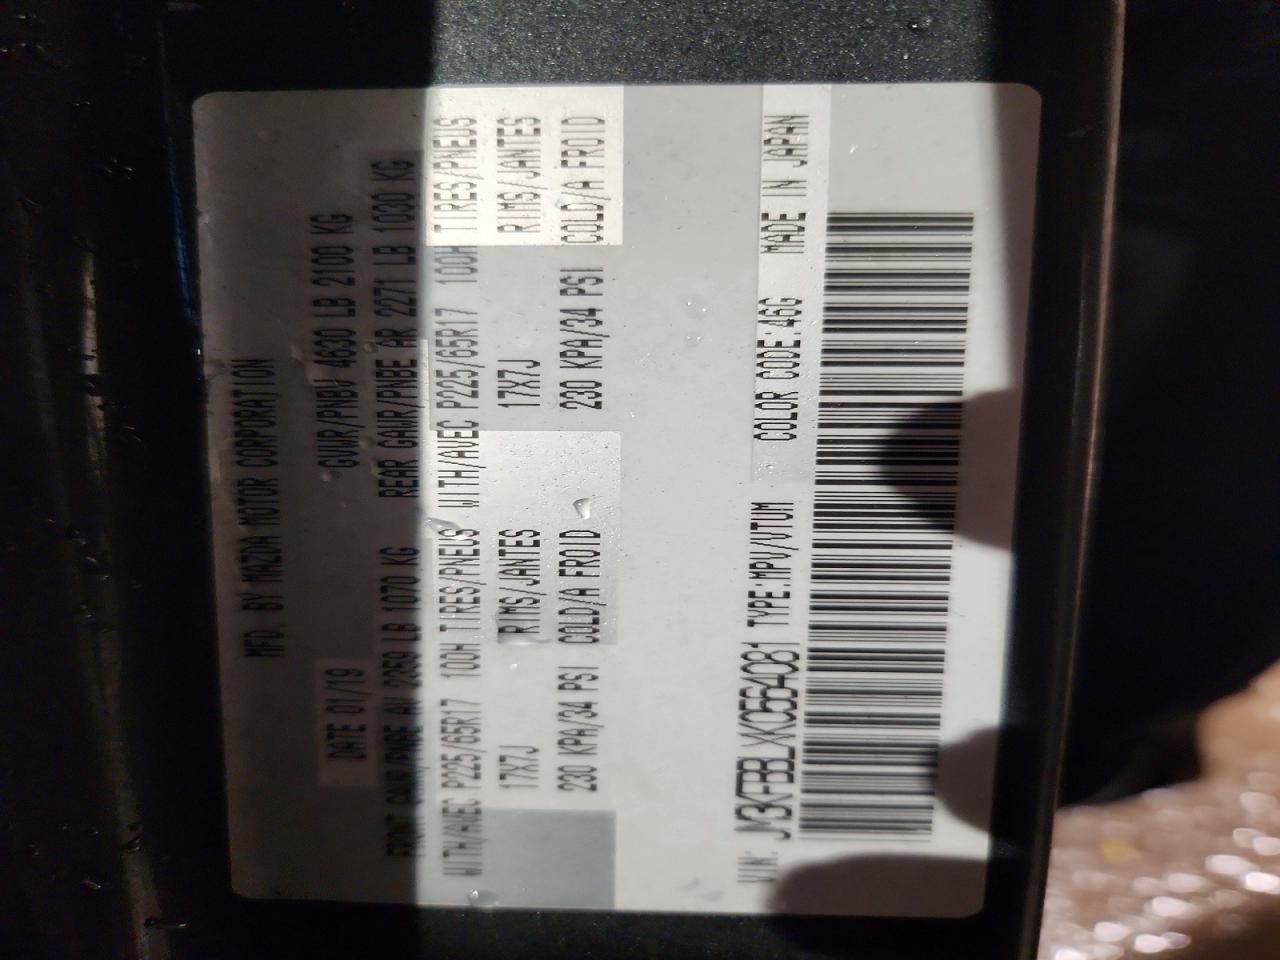 MFD. BY MAZDA MOTOR CORPORATION
DATE 01/19 GVWR/PNBV 4630 LB 2100 KG
FRONT GAWR/PNBE AV 2359 LB 1070 KG REAR GAWR/PNBE AR 2271 LB 1030 KG
WITH/AVEC P225/65R17 100H TIRES/PNEUS WITH/AVEC P225/65R17 100H TIRES/PNEUS
17X7J RIMS/JANTES 17X7J RIMS/JANTES
230 KPA/34 PSI COLD/A FROID 230 KPA/34 PSI COLD/A FROID
VIN: TYPE:MPV/VTUM COLOR CODE:46G MADE IN JAPAN